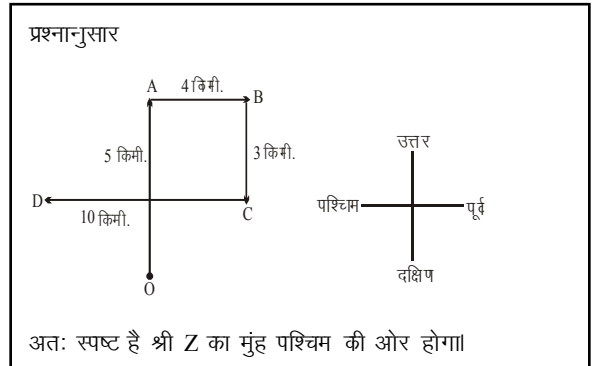 प्रश्नानुसार
A 4 किमी. B
5 किमी. 3 किमी.
D 10 किमी. C
O
उत्तर
पश्चिम पूर्व
दक्षिण
अतः स्पष्ट है श्री Z का मुंह पश्चिम की ओर होगा।